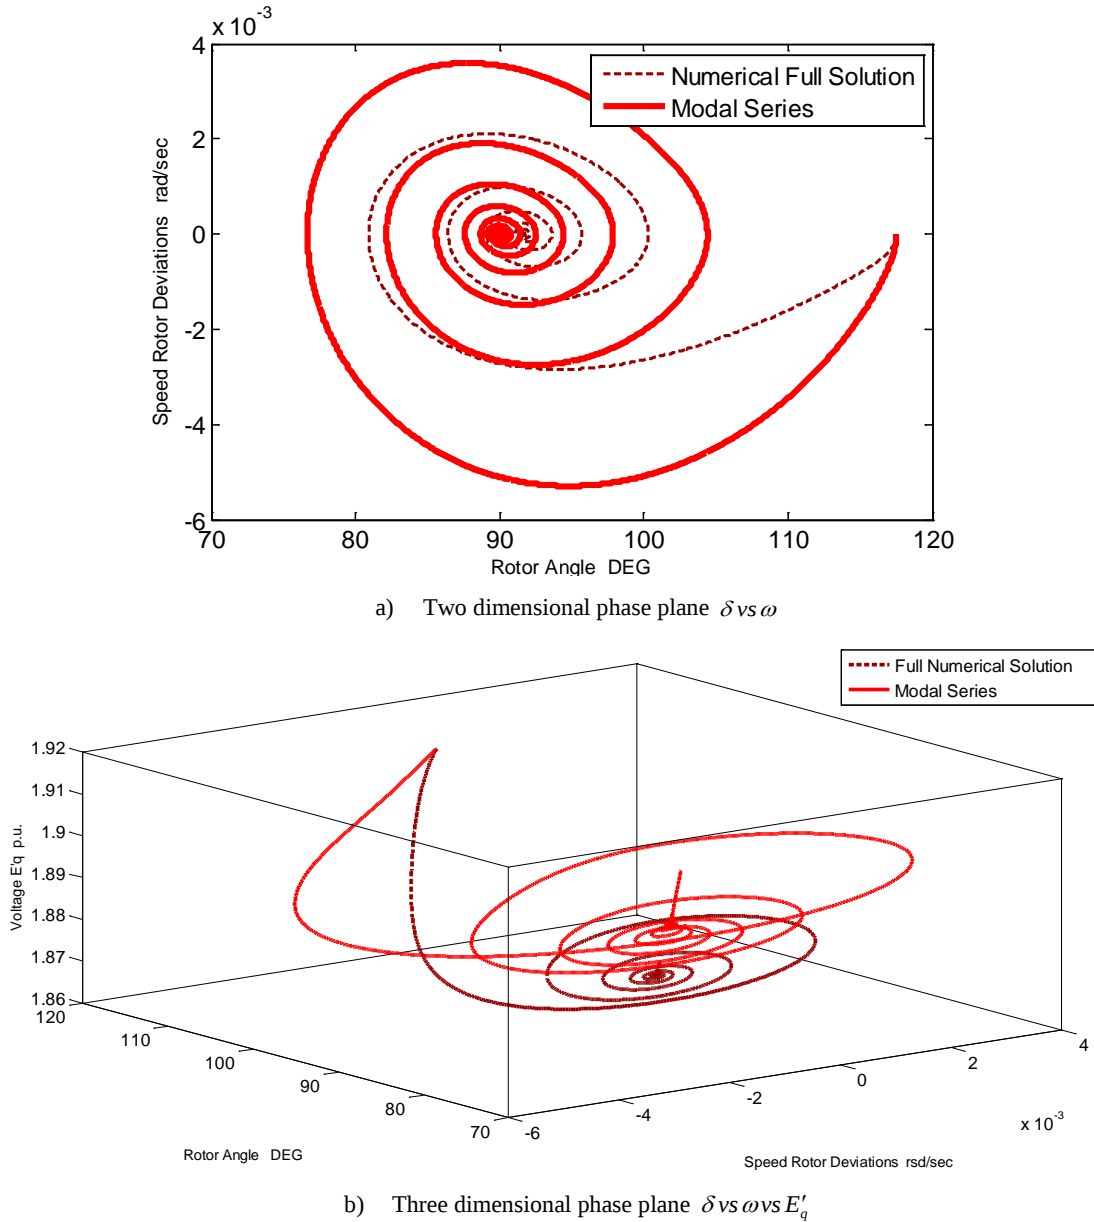 x 10⁻³
4
2
0
-2
-4
-6
70 80 90 100 110 120
Speed Rotor Deviations rad/sec
Rotor Angle DEG
Numerical Full Solution
Modal Series
a) Two dimensional phase plane δ vs ω
Full Numerical Solution
Modal Series
1.92
1.91
1.9
1.89
1.88
1.87
1.86
Voltage E'q p.u.
120
110
100
90
80
70
-6
-4
-2
0
2
4
x 10⁻³
Rotor Angle DEG
Speed Rotor Deviations rsd/sec
b) Three dimensional phase plane δ vs ω vs E′q